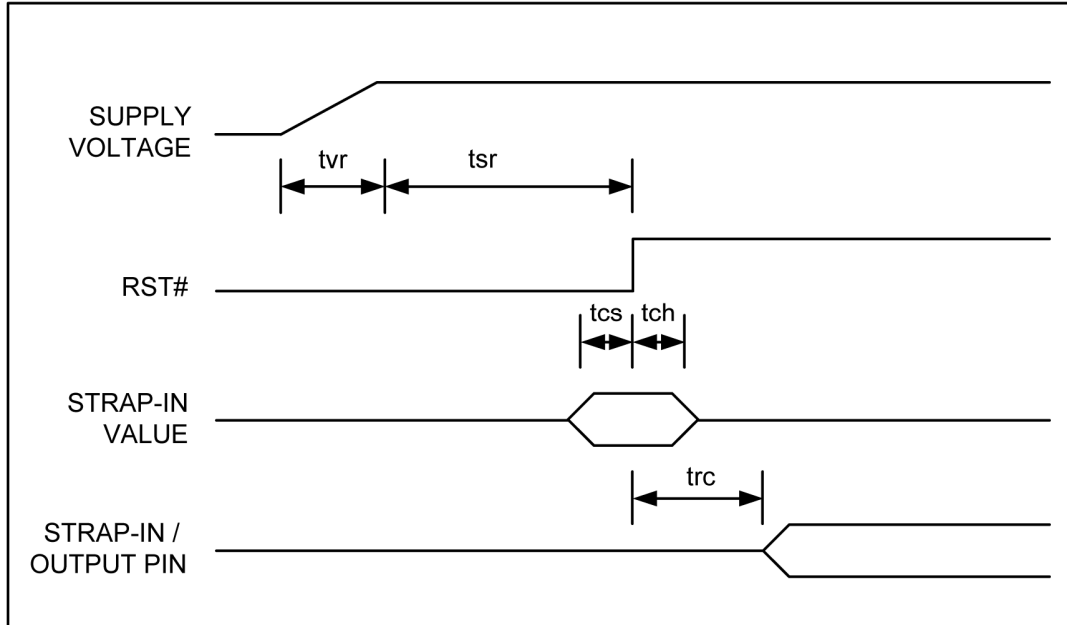 SUPPLY
VOLTAGE
tvr
tsr
RST#
tcs
tch
STRAP-IN
VALUE
trc
STRAP-IN /
OUTPUT PIN